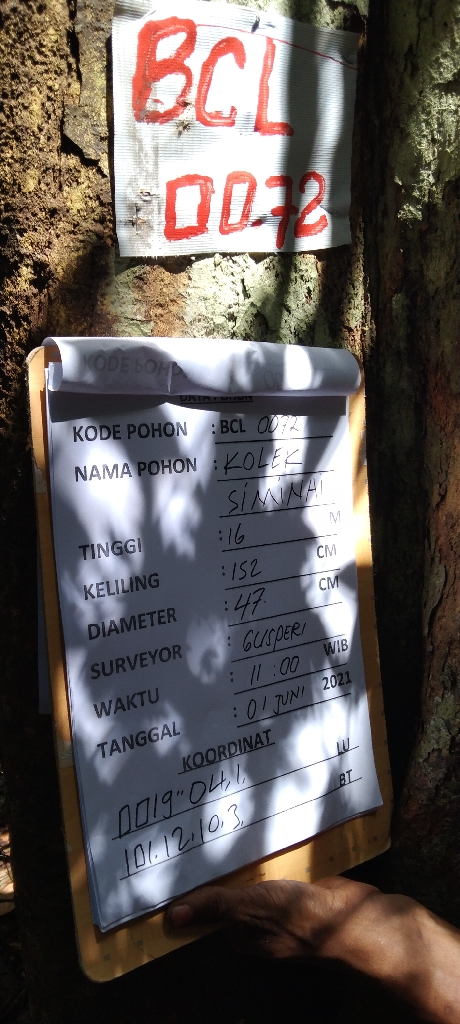 BCL
0072
KODE POHON
DATA POHON
KODE POHON : BCL 0072
NAMA POHON : KOLEK
TINGGI : 16 M
KELILING : 152 CM
DIAMETER : 47. CM
SURVEYOR : GUSPERI
WAKTU : 11:00 WIB
TANGGAL : 01 JUNI 2021
KOORDINAT
0019" 04,1, LU
101.12.10.3, BT